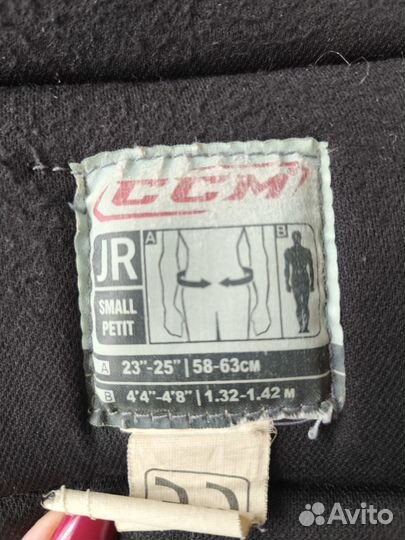 CCM
JR
A
B
SMALL
PETIT
A 23"-25" | 58-63CM
B 4'4"-4'8" | 1.32-1.42 M
Avito